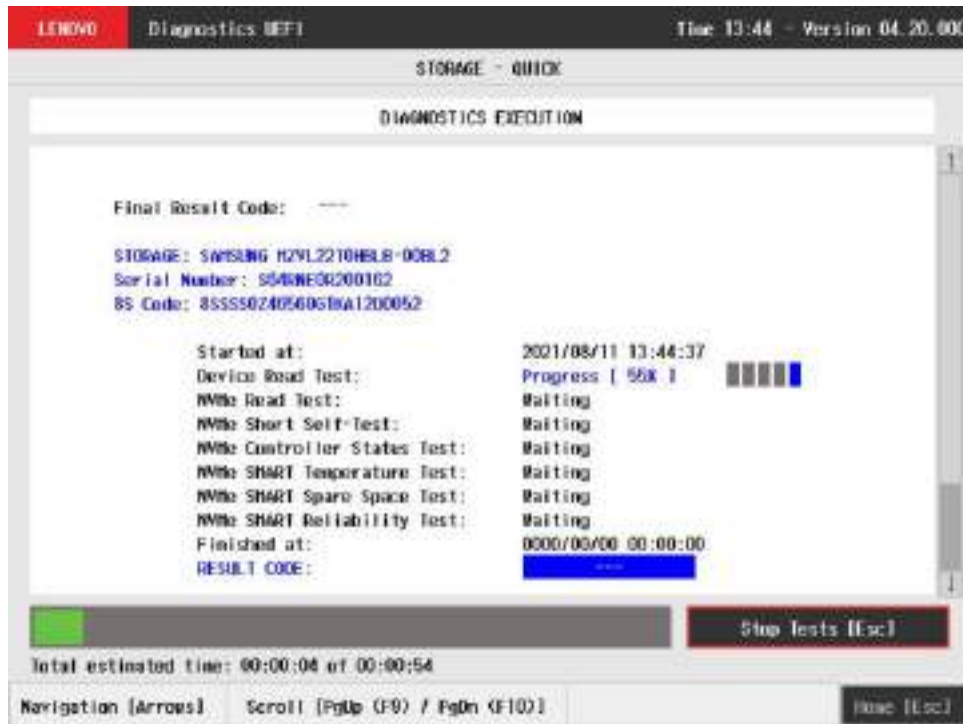 LENOVO Diagnostics UEFI Time 13:44 - Version 04.20.000
STORAGE - QUICK
DIAGNOSTICS EXECUTION
Final Result Code: ---
STORAGE: SAMSUNG
Serial Number:
8S Code:
Started at: 2021/08/11 13:44:37
Device Read Test: Progress [ 55% ]
NVMe Read Test: Waiting
NVMe Short Self-Test: Waiting
NVMe Controller States Test: Waiting
NVMe SMART Temperature Test: Waiting
NVMe SMART Spare Space Test: Waiting
NVMe SMART Reliability Test: Waiting
Finished at: 0000/00/00 00:00:00
RESULT CODE: ---
Stop Tests [Esc]
Total estimated time: 00:00:04 of 00:00:54
Navigation [Arrows] Scroll [PgUp (F9) / PgDn (F10)] Home [Esc]